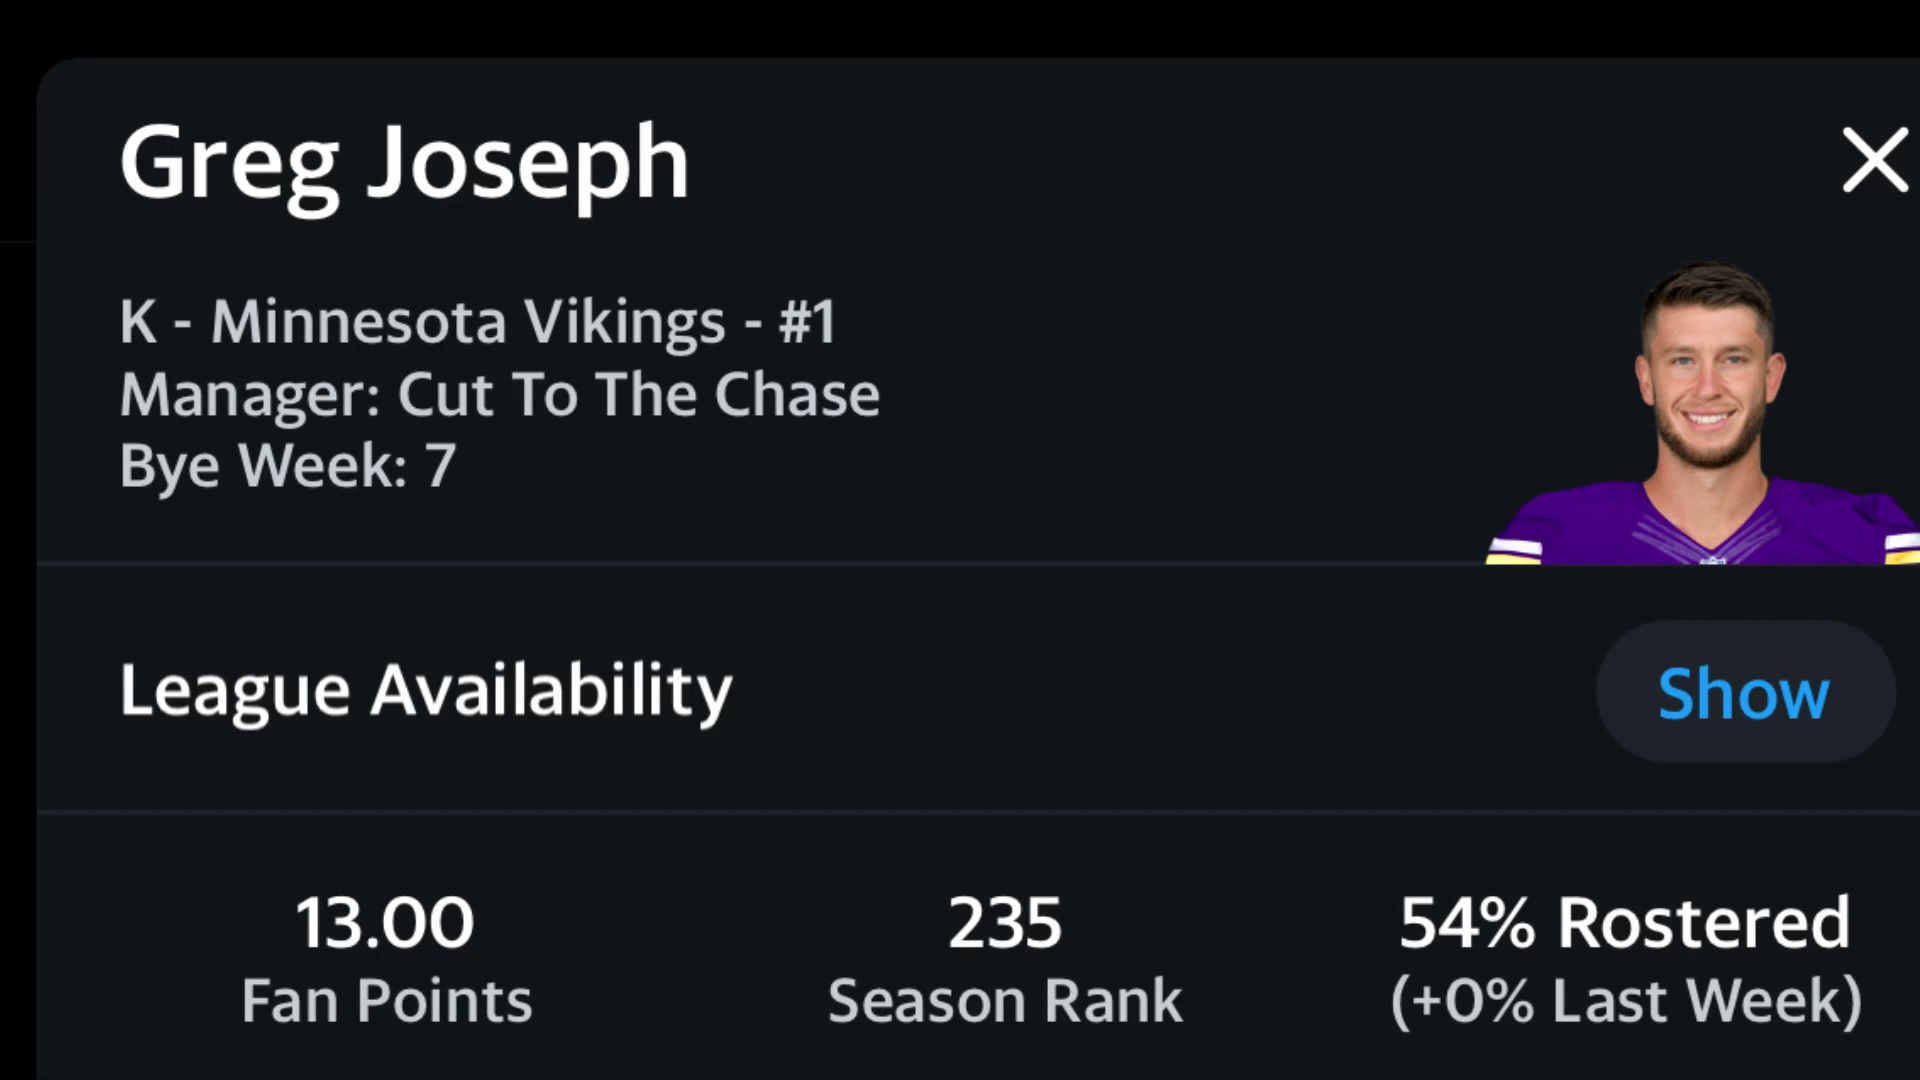 Greg Joseph
K - Minnesota Vikings - #1
Manager: Cut To The Chase
Bye Week: 7
League Availability
Show
13.00
Fan Points
235
Season Rank
54% Rostered
(+0% Last Week)